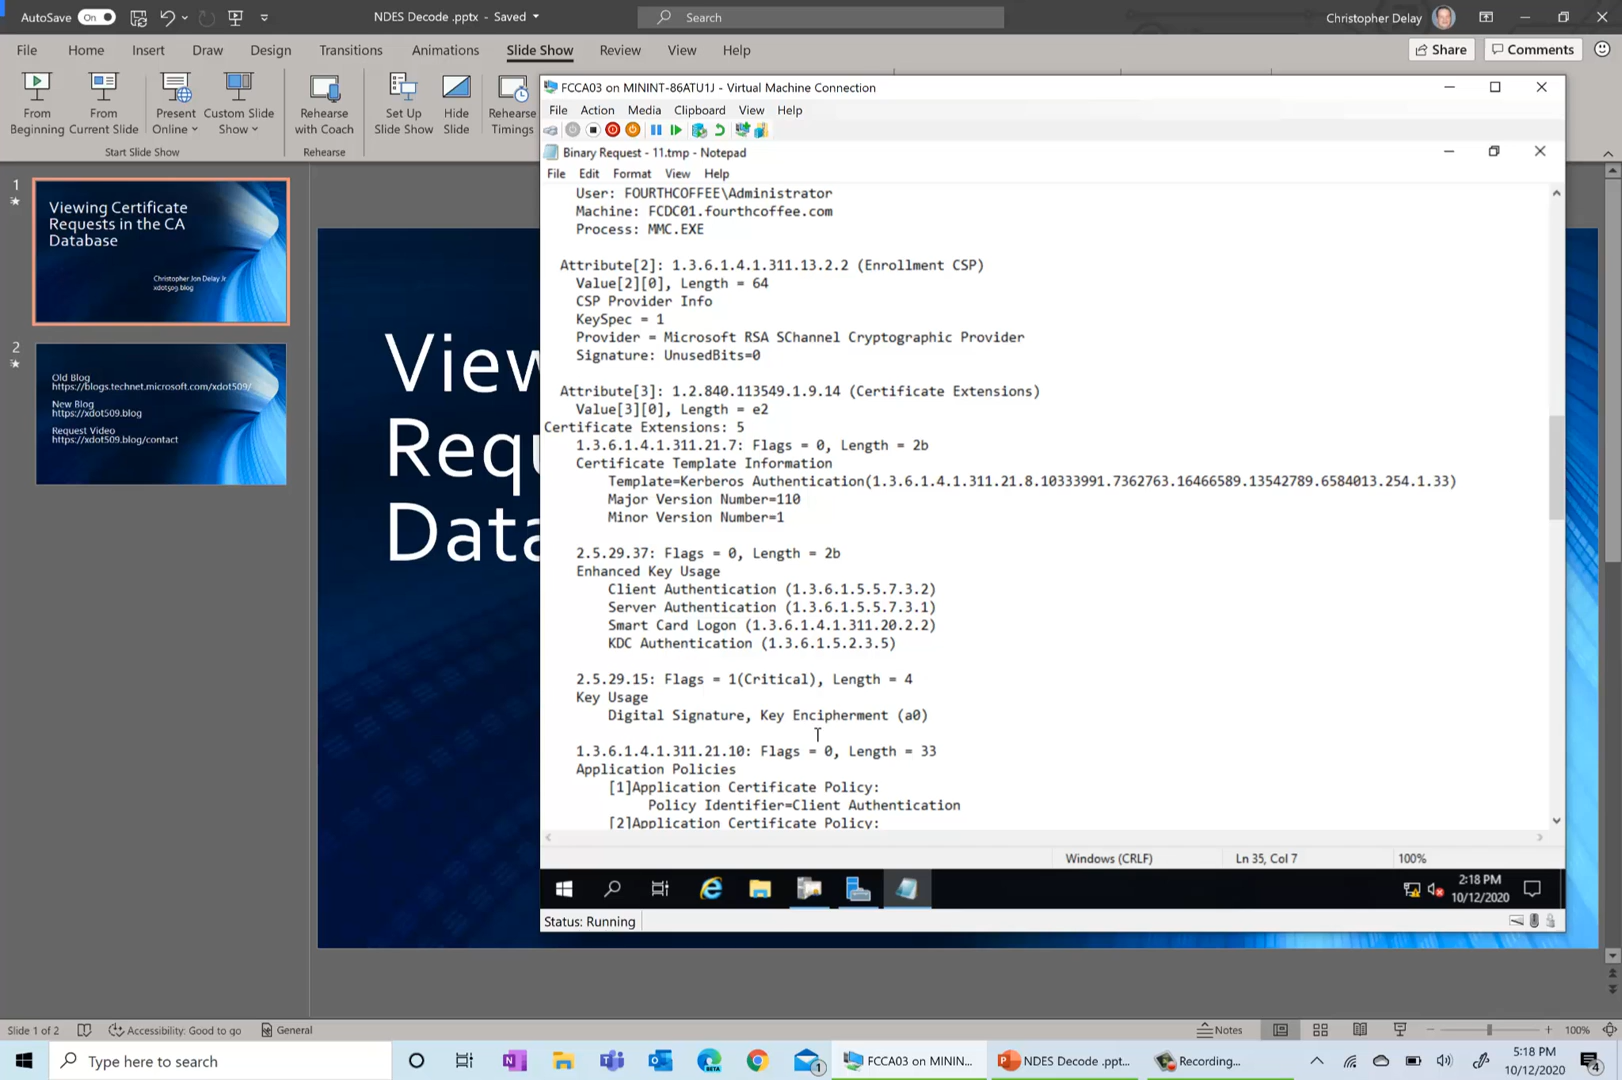 AutoSave On NDES Decode .pptx - Saved Search Christopher Delay
File Home Insert Draw Design Transitions Animations Slide Show Review View Help Share Comments
From Beginning
From Current Slide
Present Online
Custom Slide Show
Rehearse with Coach
Set Up Slide Show
Hide Slide
Rehearse Timings
Start Slide Show
Rehearse
1
Viewing Certificate
Requests in the CA
Database
Christopher Jon Delay Jr
xdot509.blog
2
Old Blog
https://blogs.technet.microsoft.com/xdot509/
New Blog
https://xdot509.blog
Request Video
https://xdot509.blog/contact
View
Requ
Data
FCCA03 on MININT-86ATU1J - Virtual Machine Connection
File Action Media Clipboard View Help
Binary Request - 11.tmp - Notepad
File Edit Format View Help
User: FOURTHCOFFEE\Administrator
Machine: FCDC01.fourthcoffee.com
Process: MMC.EXE
Attribute[2]: 1.3.6.1.4.1.311.13.2.2 (Enrollment CSP)
Value[2][0], Length = 64
CSP Provider Info
KeySpec = 1
Provider = Microsoft RSA SChannel Cryptographic Provider
Signature: UnusedBits=0
Attribute[3]: 1.2.840.113549.1.9.14 (Certificate Extensions)
Value[3][0], Length = e2
Certificate Extensions: 5
1.3.6.1.4.1.311.21.7: Flags = 0, Length = 2b
Certificate Template Information
Template=Kerberos Authentication(1.3.6.1.4.1.311.21.8.10333991.7362763.16466589.13542789.6584013.254.1.33)
Major Version Number=110
Minor Version Number=1
2.5.29.37: Flags = 0, Length = 2b
Enhanced Key Usage
Client Authentication (1.3.6.1.5.5.7.3.2)
Server Authentication (1.3.6.1.5.5.7.3.1)
Smart Card Logon (1.3.6.1.4.1.311.20.2.2)
KDC Authentication (1.3.6.1.5.2.3.5)
2.5.29.15: Flags = 1(Critical), Length = 4
Key Usage
Digital Signature, Key Encipherment (a0)
1.3.6.1.4.1.311.21.10: Flags = 0, Length = 33
Application Policies
[1]Application Certificate Policy:
Policy Identifier=Client Authentication
[2]Application Certificate Policy:
Windows (CRLF) Ln 35, Col 7 100%
2:18 PM
10/12/2020
Status: Running
Slide 1 of 2 Accessibility: Good to go General Notes 100%
Type here to search FCCA03 on MININ... NDES Decode .ppt... Recording...
5:18 PM
10/12/2020
1
4